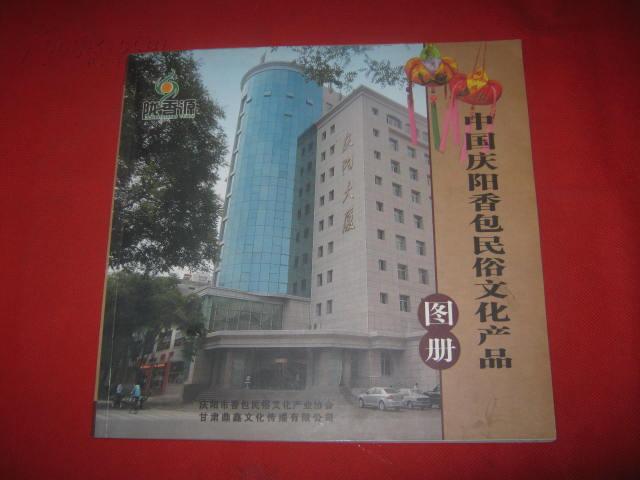 陇香源
庆阳大厦
中国庆阳香包民俗文化产品
图册
庆阳市香包民俗文化产业协会
甘肃鼎鑫文化传播有限公司